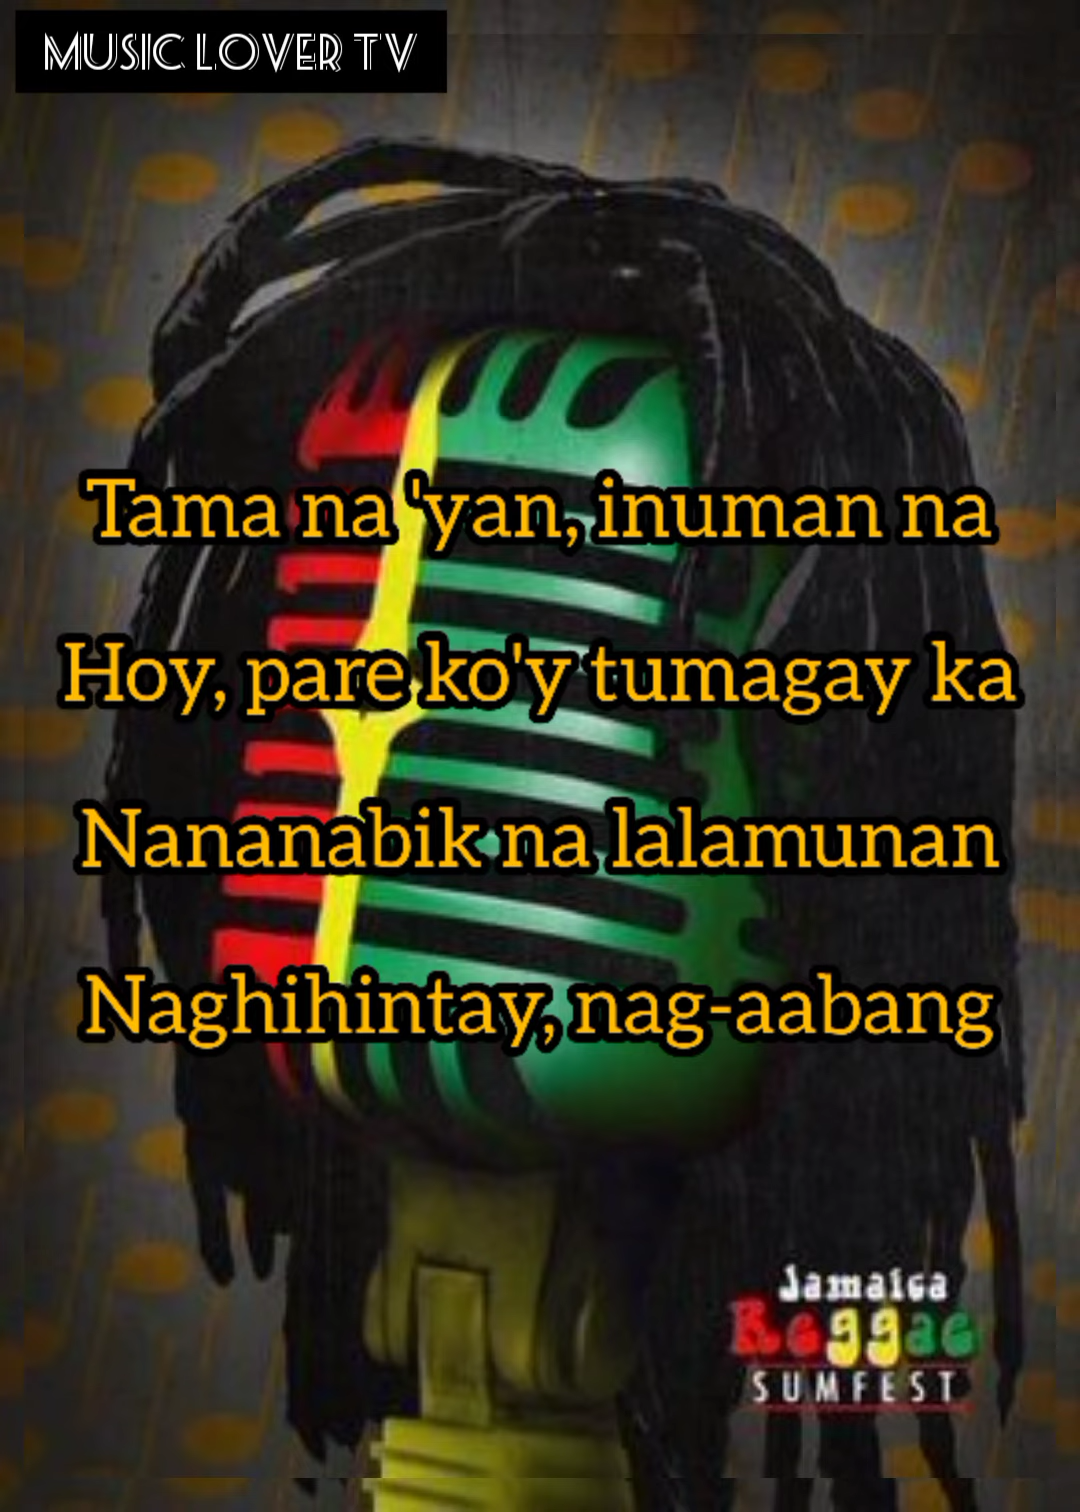 MUSIC LOVER TV
Tama na 'yan, inuman na
Hoy, pare ko'y tumagay ka
Nananabik na lalamunan
Naghihintay, nag-aabang
Jamaica
Reggae
SUMFEST